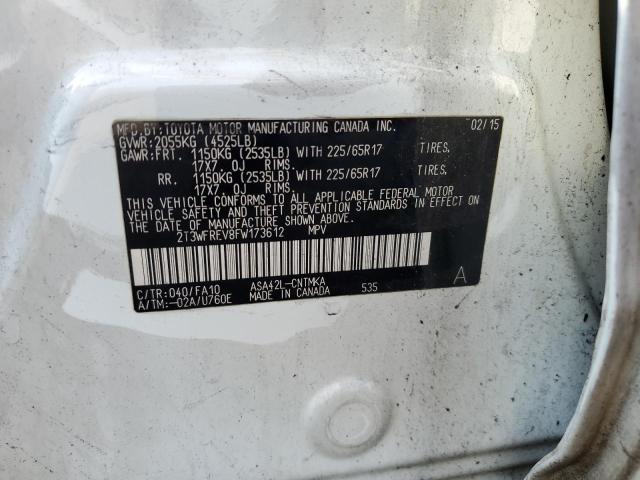 MFD.BY:TOYOTA MOTOR MANUFACTURING CANADA INC. 02/15
GVWR:2055KG (4525LB)
GAWR:FRT. 1150KG (2535LB) WITH 225/65R17 TIRES.
17X7.0J RIMS.
RR. 1150KG (2535LB) WITH 225/65R17 TIRES.
17X7.0J RIMS.
THIS VEHICLE CONFORMS TO ALL APPLICABLE FEDERAL MOTOR
VEHICLE SAFETY AND THEFT PREVENTION STANDARDS IN EFFECT ON
THE DATE OF MANUFACTURE SHOWN ABOVE.
2T3WFREV8FW173612 MPV
C/TR:040/FA10 ASA42L-CNTMKA 535 A
A/TM:-02A/U760E MADE IN CANADA